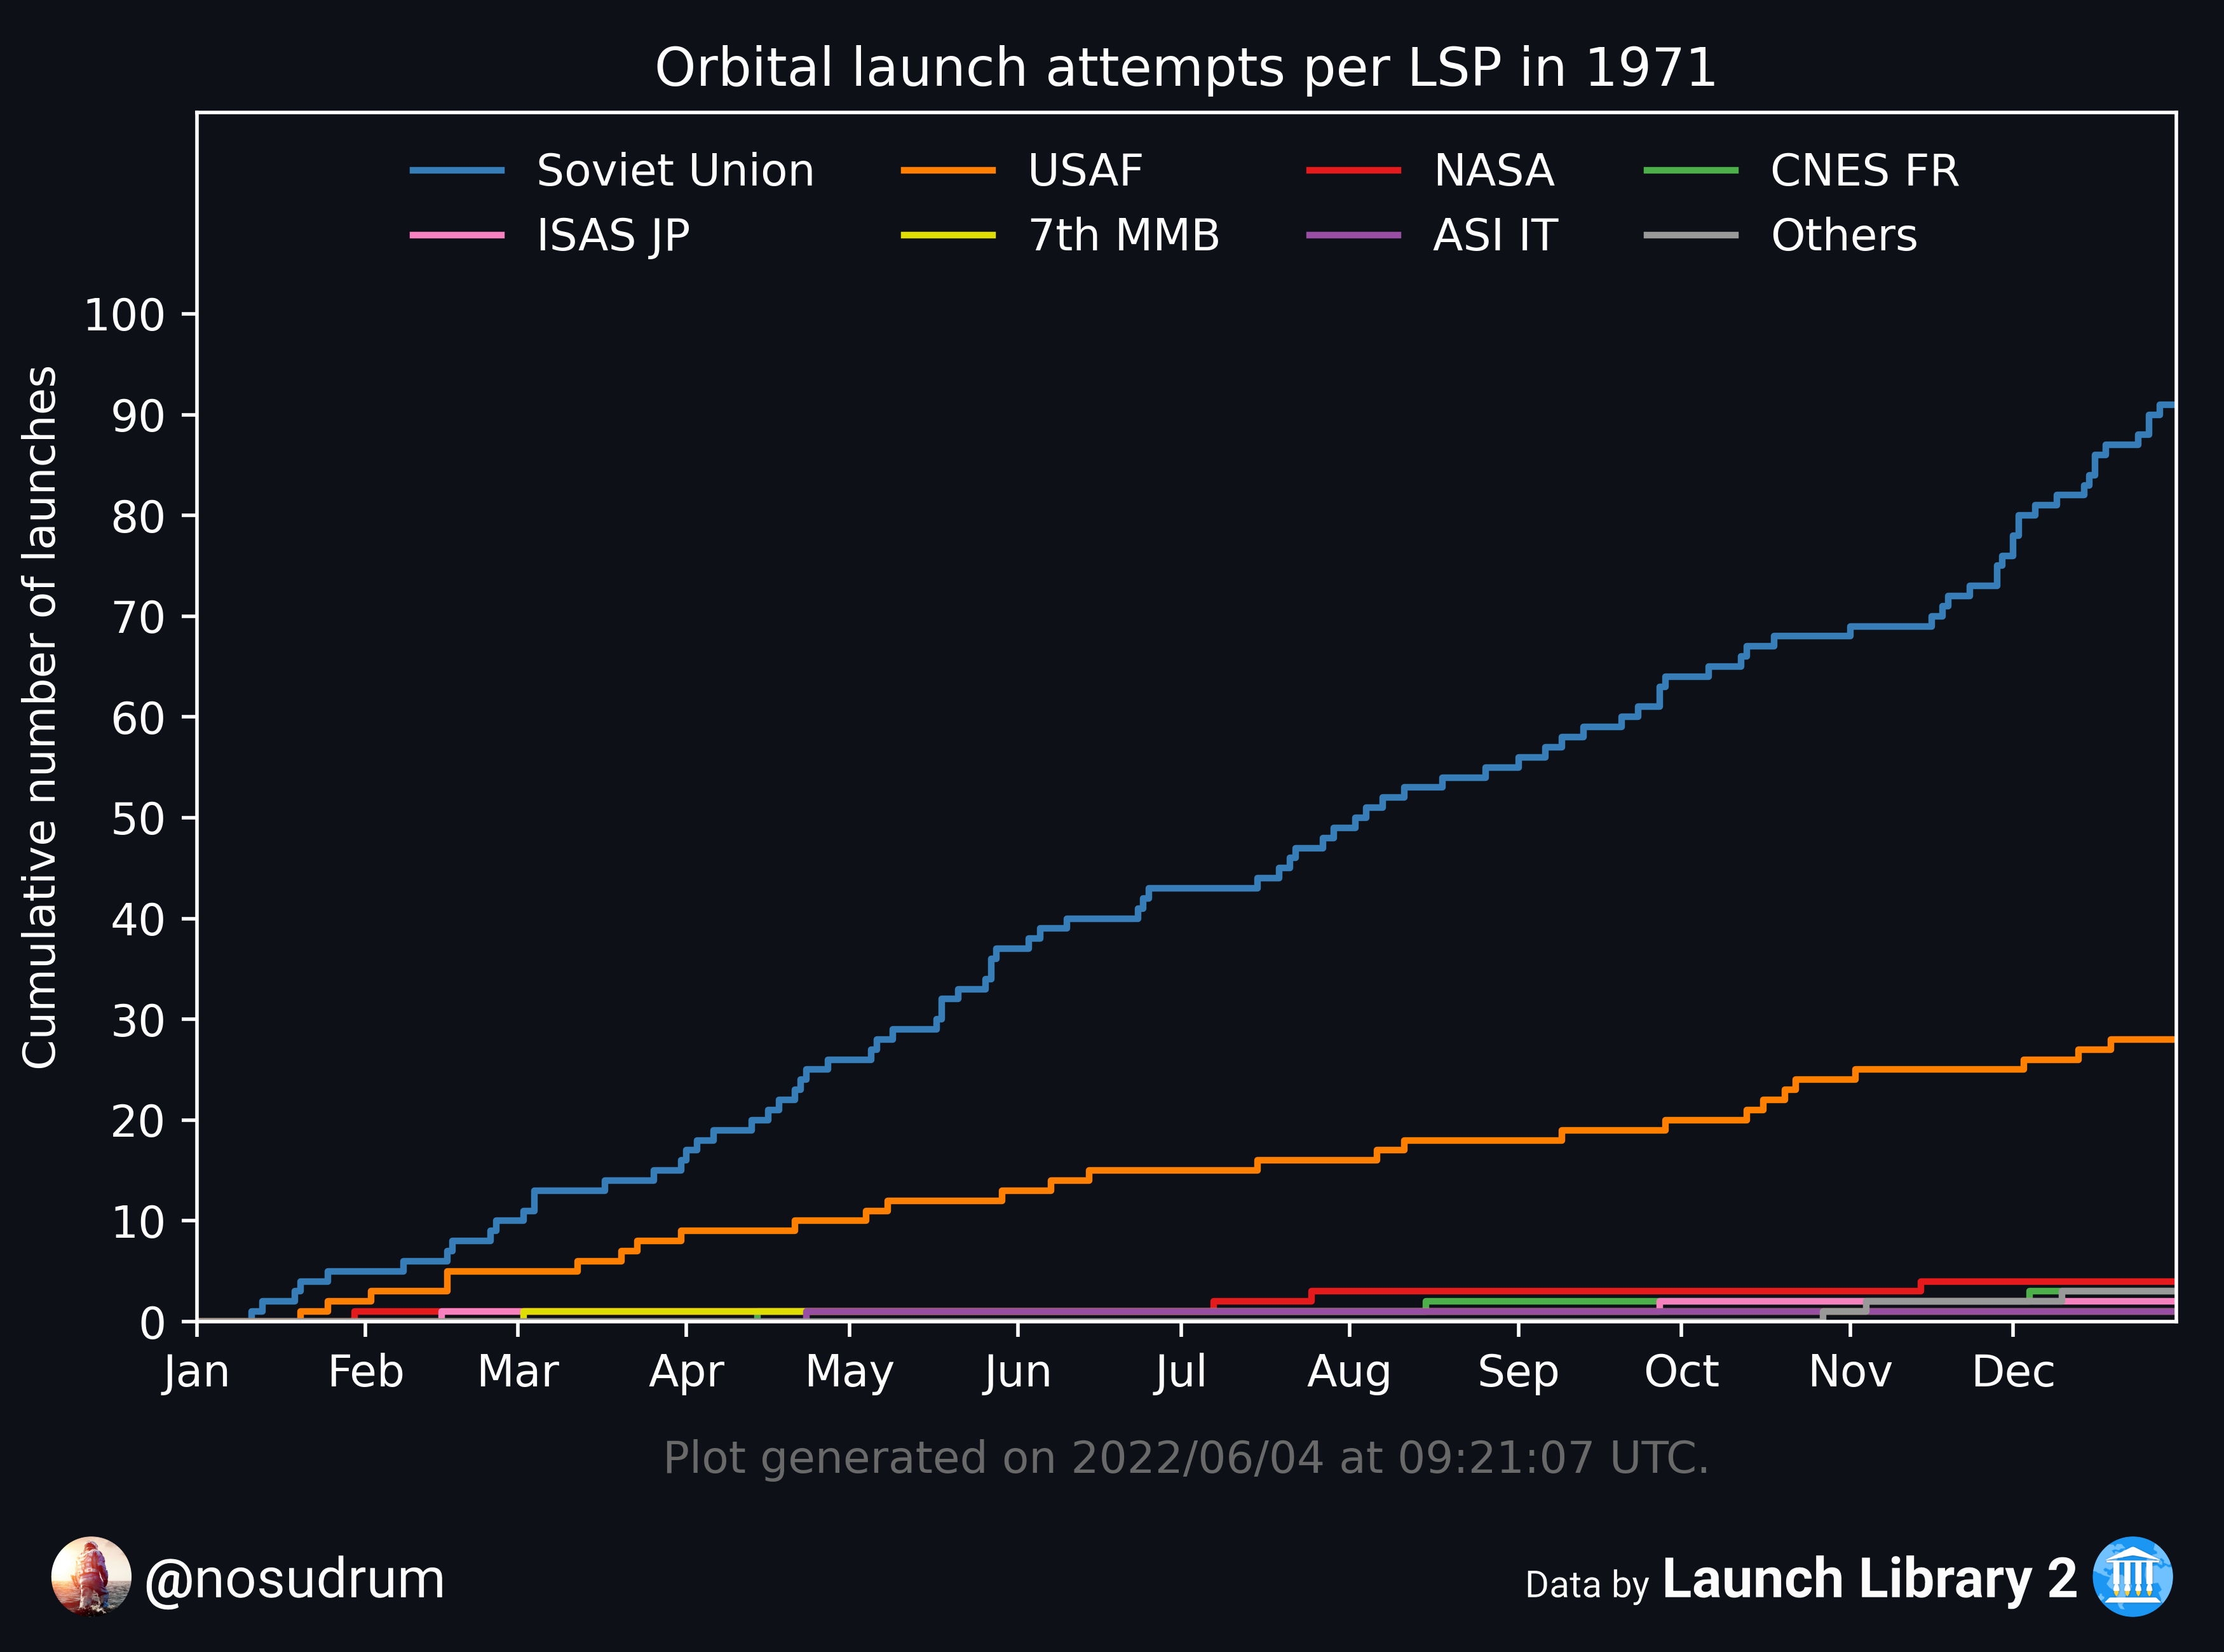 Orbital launch attempts per LSP in 1971
Soviet Union USAF NASA CNES FR
ISAS JP 7th MMB ASI IT Others
Cumulative number of launches
100
90
80
70
60
50
40
30
20
10
0
Jan Feb Mar Apr May Jun Jul Aug Sep Oct Nov Dec
Plot generated on 2022/06/04 at 09:21:07 UTC.
@nosudrum
Data by Launch Library 2